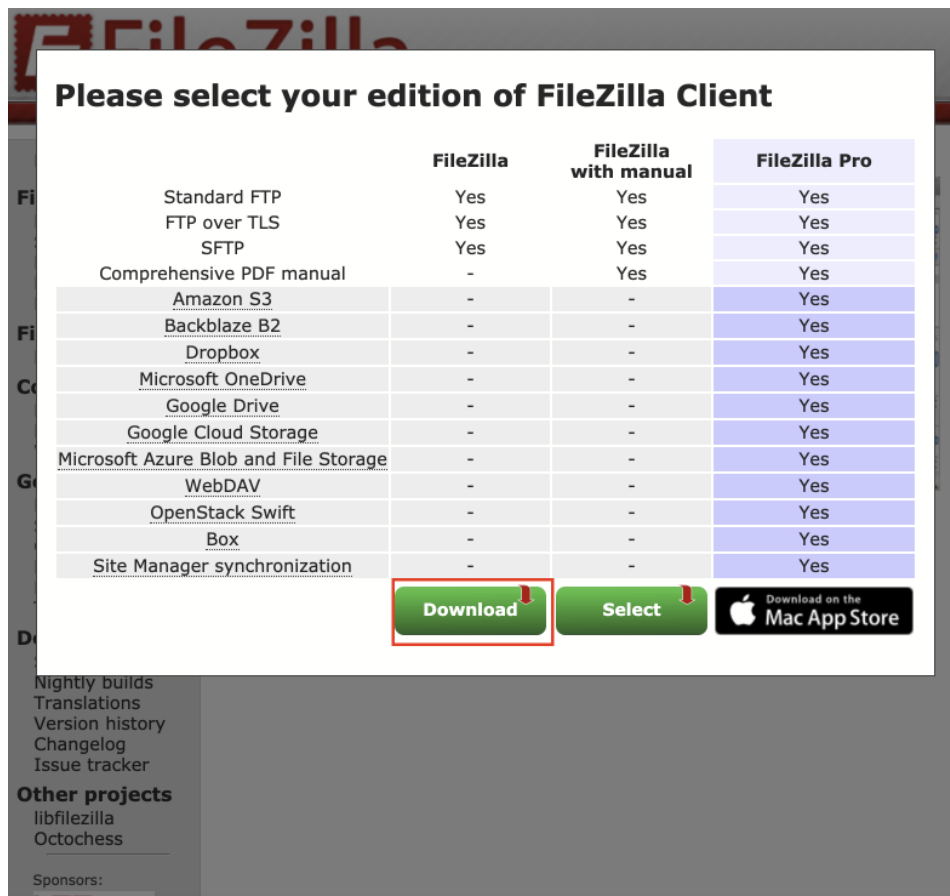 FileZilla
Please select your edition of FileZilla Client
FileZilla FileZilla with manual FileZilla Pro
Standard FTP Yes Yes Yes
FTP over TLS Yes Yes Yes
SFTP Yes Yes Yes
Comprehensive PDF manual - Yes Yes
Amazon S3 - - Yes
Backblaze B2 - - Yes
Dropbox - - Yes
Microsoft OneDrive - - Yes
Google Drive - - Yes
Google Cloud Storage - - Yes
Microsoft Azure Blob and File Storage - - Yes
WebDAV - - Yes
OpenStack Swift - - Yes
Box - - Yes
Site Manager synchronization - - Yes
Download Select Download on the Mac App Store
Nightly builds
Translations
Version history
Changelog
Issue tracker
Other projects
libfilezilla
Octochess
Sponsors: